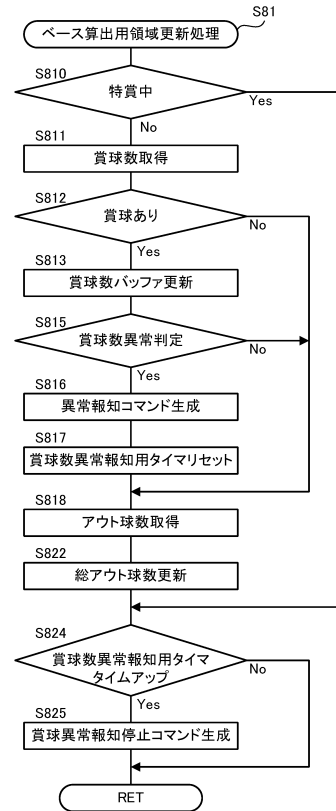 S81
ベース算出用領域更新処理
S810
特賞中
Yes
No
S811
賞球数取得
S812
賞球あり
No
Yes
S813
賞球数バッファ更新
S815
賞球数異常判定
No
Yes
S816
異常報知コマンド生成
S817
賞球数異常報知用タイマリセット
S818
アウト球数取得
S822
総アウト球数更新
S824
賞球数異常報知用タイマ
タイムアップ
No
Yes
S825
賞球異常報知停止コマンド生成
RET